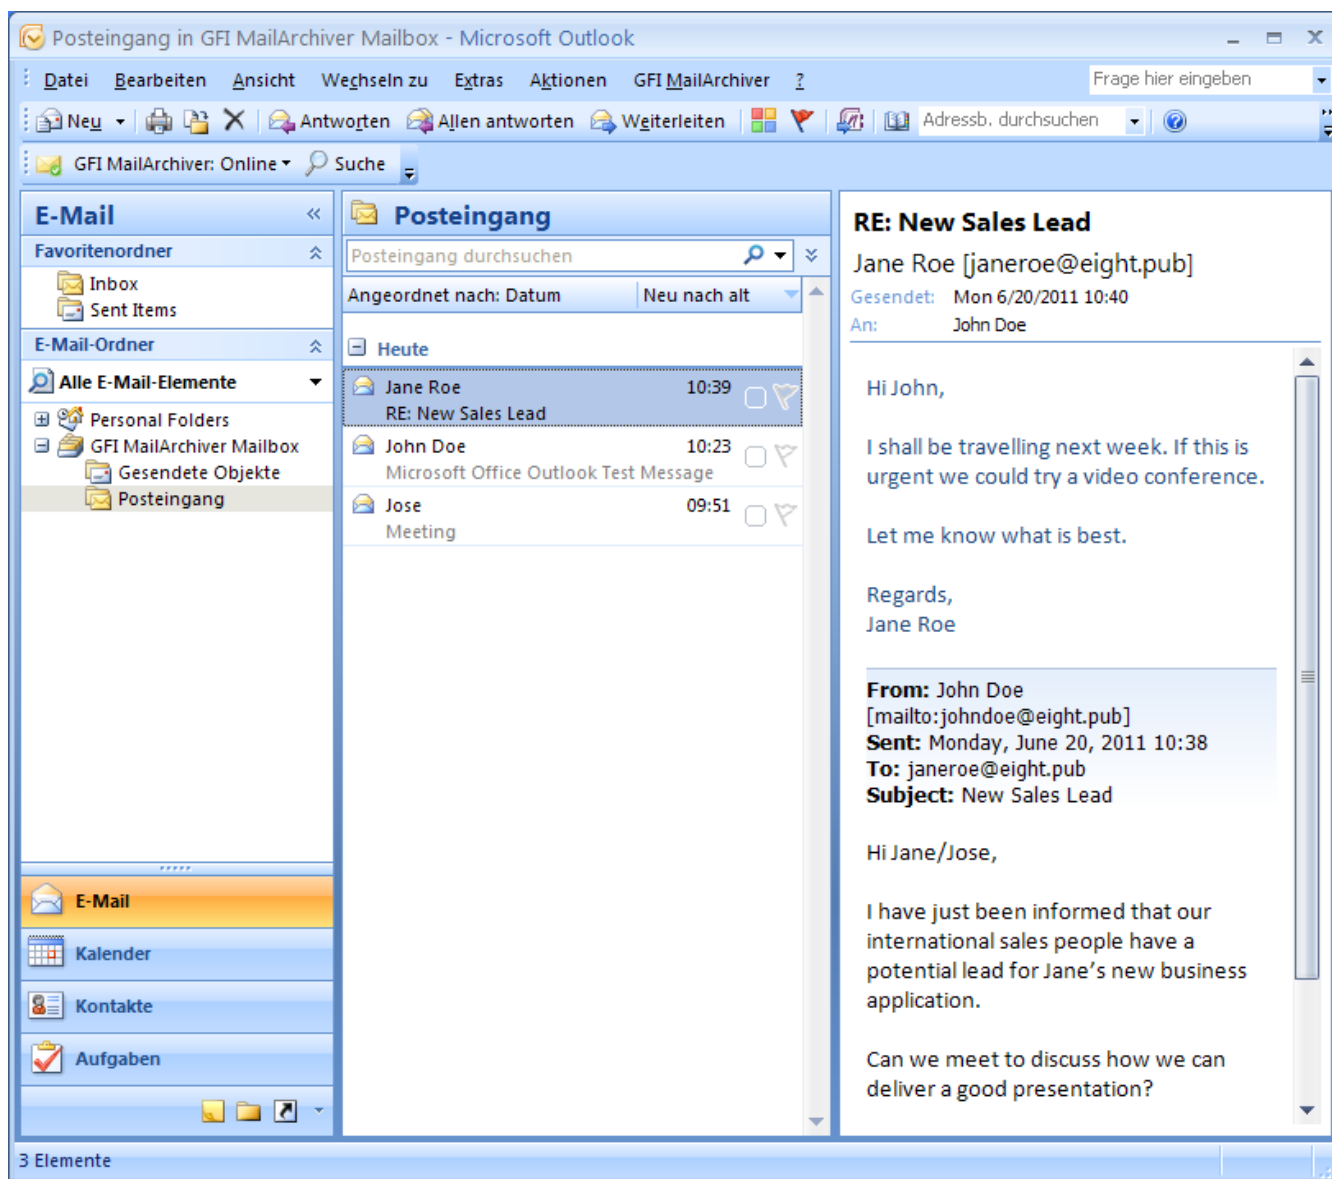 Posteingang in GFI MailArchiver Mailbox - Microsoft Outlook
Datei Bearbeiten Ansicht Wechseln zu Extras Aktionen GFI MailArchiver ? Frage hier eingeben
Neu Antworten Allen antworten Weiterleiten Adressb. durchsuchen
GFI MailArchiver: Online Suche
E-Mail
Favoritenordner
Inbox
Sent Items
E-Mail-Ordner
Alle E-Mail-Elemente
Personal Folders
GFI MailArchiver Mailbox
Gesendete Objekte
Posteingang
E-Mail
Kalender
Kontakte
Aufgaben
Posteingang
Posteingang durchsuchen
Angeordnet nach: Datum Neu nach alt
Heute
Jane Roe 10:39
RE: New Sales Lead
John Doe 10:23
Microsoft Office Outlook Test Message
Jose 09:51
Meeting
RE: New Sales Lead
Jane Roe [janeroe@eight.pub]
Gesendet: Mon 6/20/2011 10:40
An: John Doe
Hi John,
I shall be travelling next week. If this is
urgent we could try a video conference.
Let me know what is best.
Regards,
Jane Roe
From: John Doe
[mailto:johndoe@eight.pub]
Sent: Monday, June 20, 2011 10:38
To: janeroe@eight.pub
Subject: New Sales Lead
Hi Jane/Jose,
I have just been informed that our
international sales people have a
potential lead for Jane's new business
application.
Can we meet to discuss how we can
deliver a good presentation?
3 Elemente